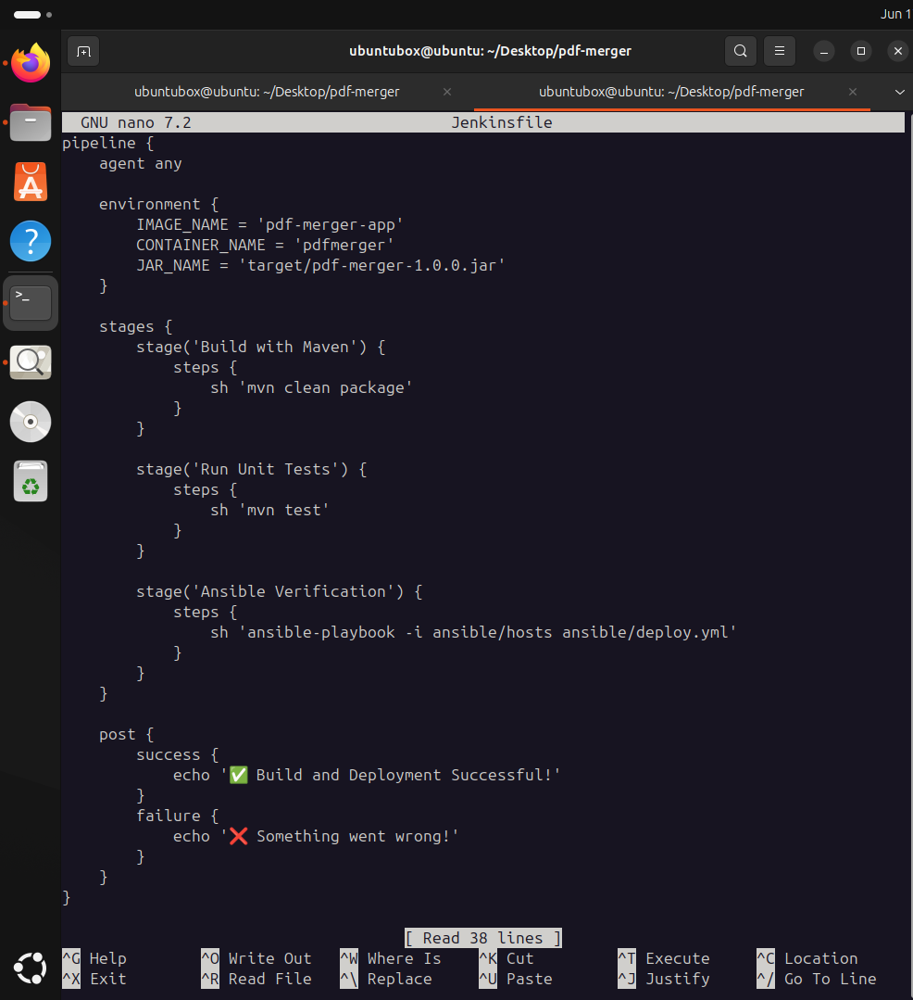 Jun 1
ubuntubox@ubuntu: ~/Desktop/pdf-merger
ubuntubox@ubuntu: ~/Desktop/pdf-merger
ubuntubox@ubuntu: ~/Desktop/pdf-merger
GNU nano 7.2 Jenkinsfile
pipeline {
    agent any

    environment {
        IMAGE_NAME = 'pdf-merger-app'
        CONTAINER_NAME = 'pdfmerger'
        JAR_NAME = 'target/pdf-merger-1.0.0.jar'
    }

    stages {
        stage('Build with Maven') {
            steps {
                sh 'mvn clean package'
            }
        }

        stage('Run Unit Tests') {
            steps {
                sh 'mvn test'
            }
        }

        stage('Ansible Verification') {
            steps {
                sh 'ansible-playbook -i ansible/hosts ansible/deploy.yml'
            }
        }
    }

    post {
        success {
            echo '✅ Build and Deployment Successful!'
        }
        failure {
            echo '❌ Something went wrong!'
        }
    }
}
[ Read 38 lines ]
^G Help ^O Write Out ^W Where Is ^K Cut ^T Execute ^C Location
^X Exit ^R Read File ^\ Replace ^U Paste ^J Justify ^/ Go To Line